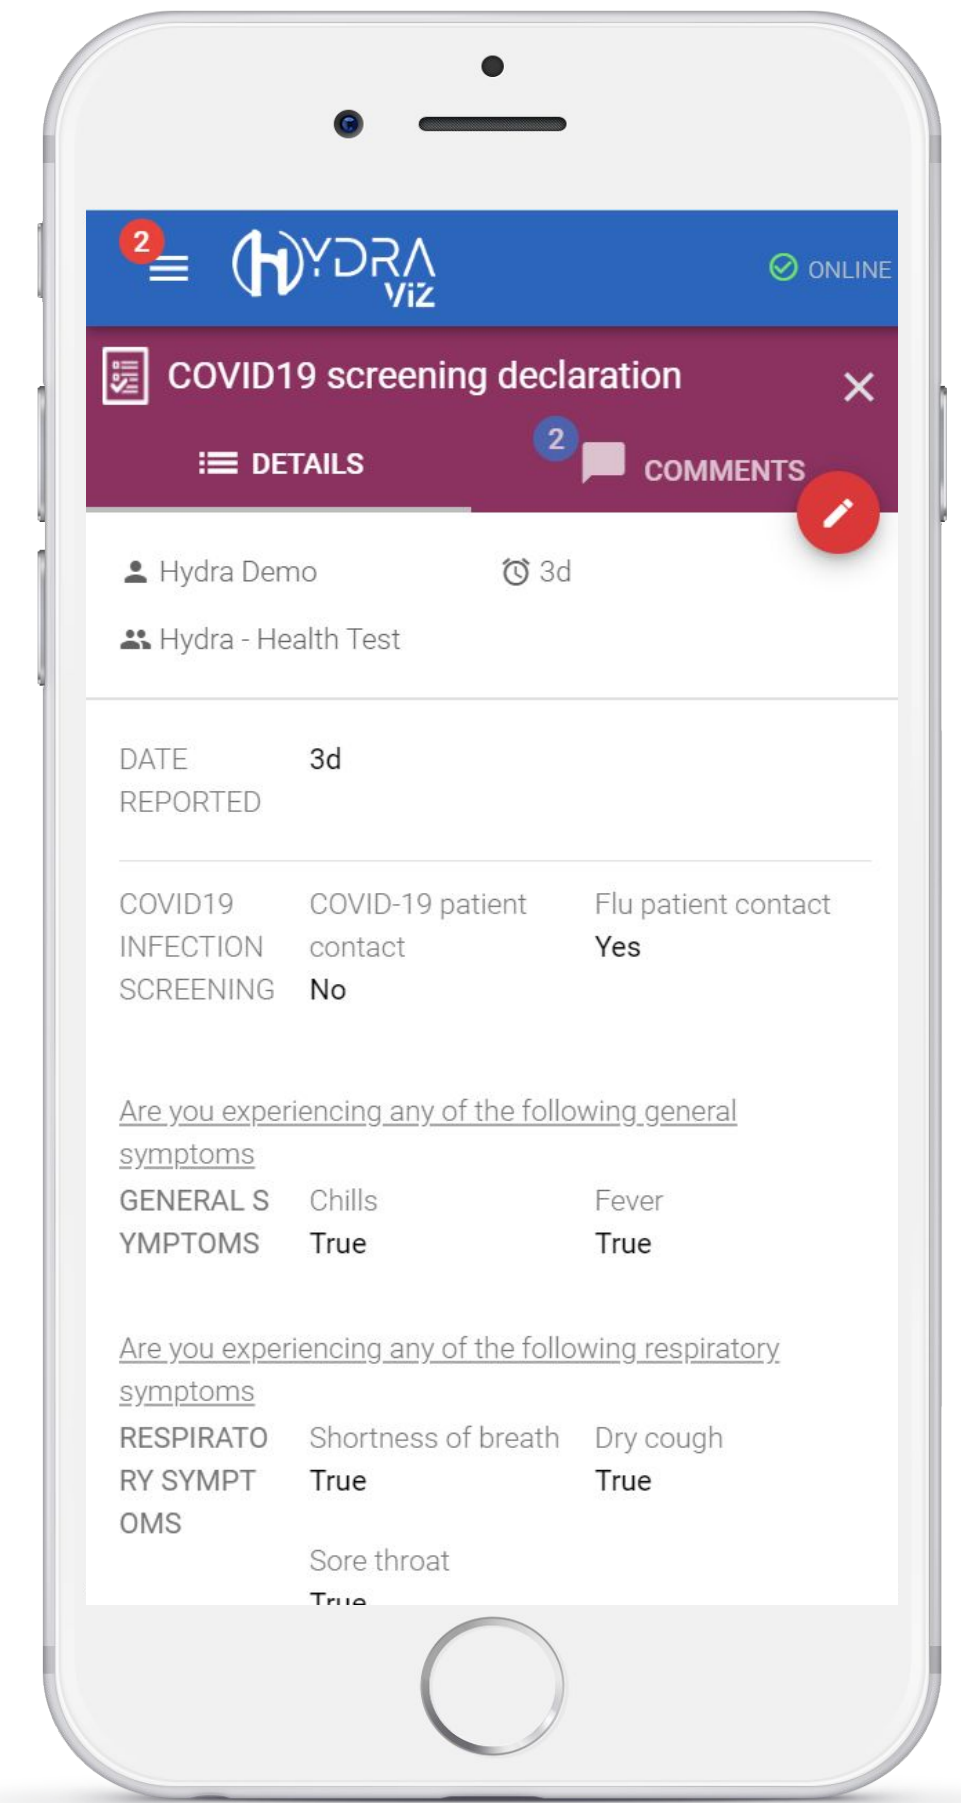 2
HYDRA
ViZ
ONLINE
COVID19 screening declaration
DETAILS
2
COMMENTS
Hydra Demo
3d
Hydra - Health Test
DATE
REPORTED
3d
COVID19
INFECTION
SCREENING
COVID-19 patient
contact
No
Flu patient contact
Yes
Are you experiencing any of the following general
symptoms
GENERAL S
YMPTOMS
Chills
True
Fever
True
Are you experiencing any of the following respiratory
symptoms
RESPIRATO
RY SYMPT
OMS
Shortness of breath
True
Dry cough
True
Sore throat
True